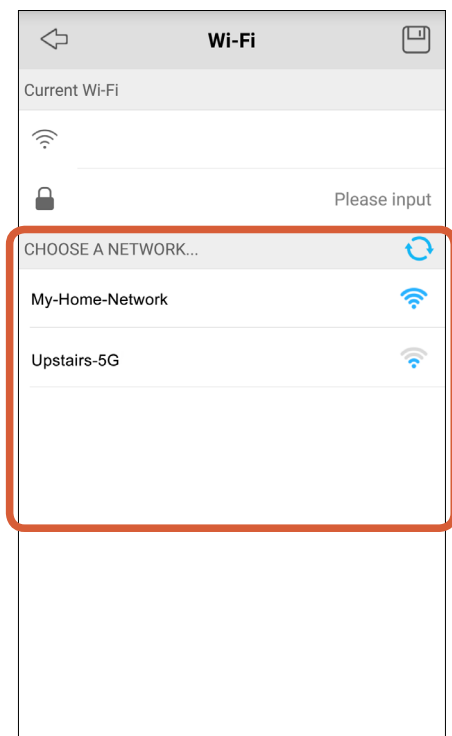 Wi-Fi
Current Wi-Fi
Please input
CHOOSE A NETWORK...
My-Home-Network
Upstairs-5G